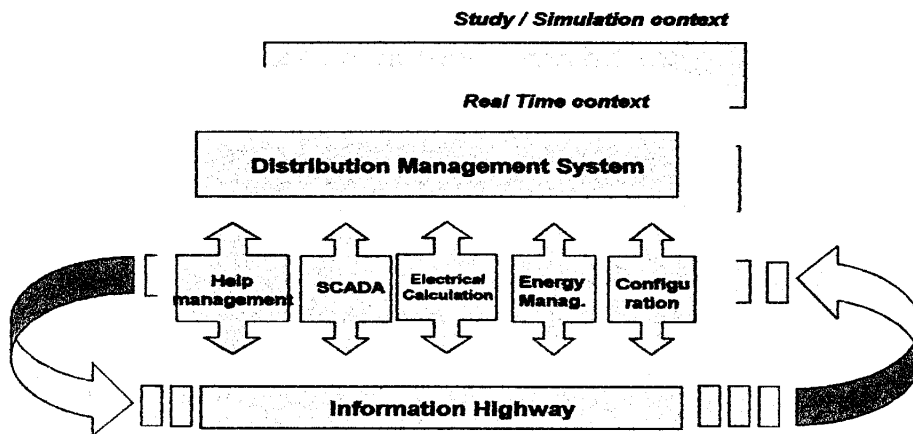 Study / Simulation context
Real Time context
Distribution Management System
Help
management
SCADA
Electrical
Calculation
Energy
Manag.
Configu
ration
Information Highway